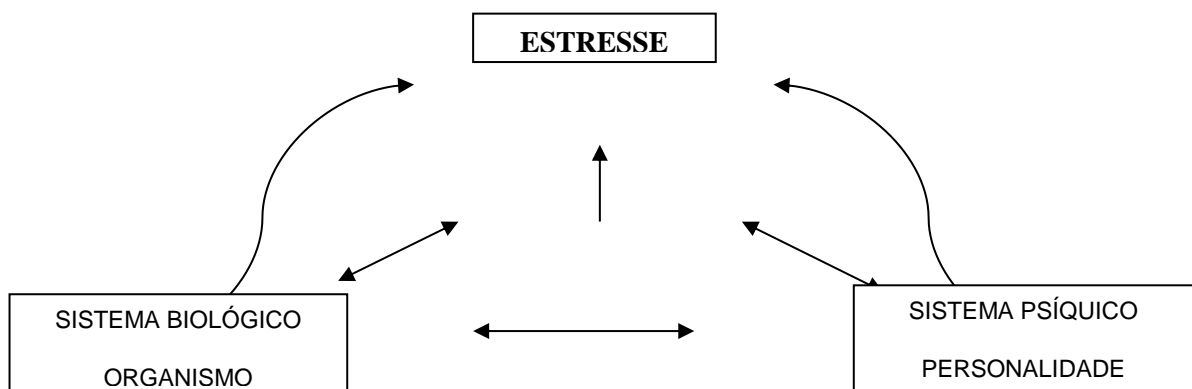 ESTRESSE
SISTEMA BIOLÓGICO
ORGANISMO
SISTEMA PSÍQUICO
PERSONALIDADE